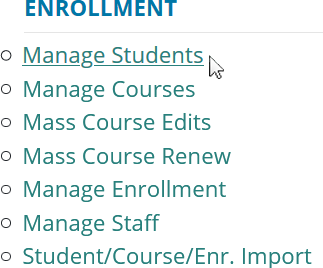 ENROLLMENT
Manage Students
Manage Courses
Mass Course Edits
Mass Course Renew
Manage Enrollment
Manage Staff
Student/Course/Enr. Import